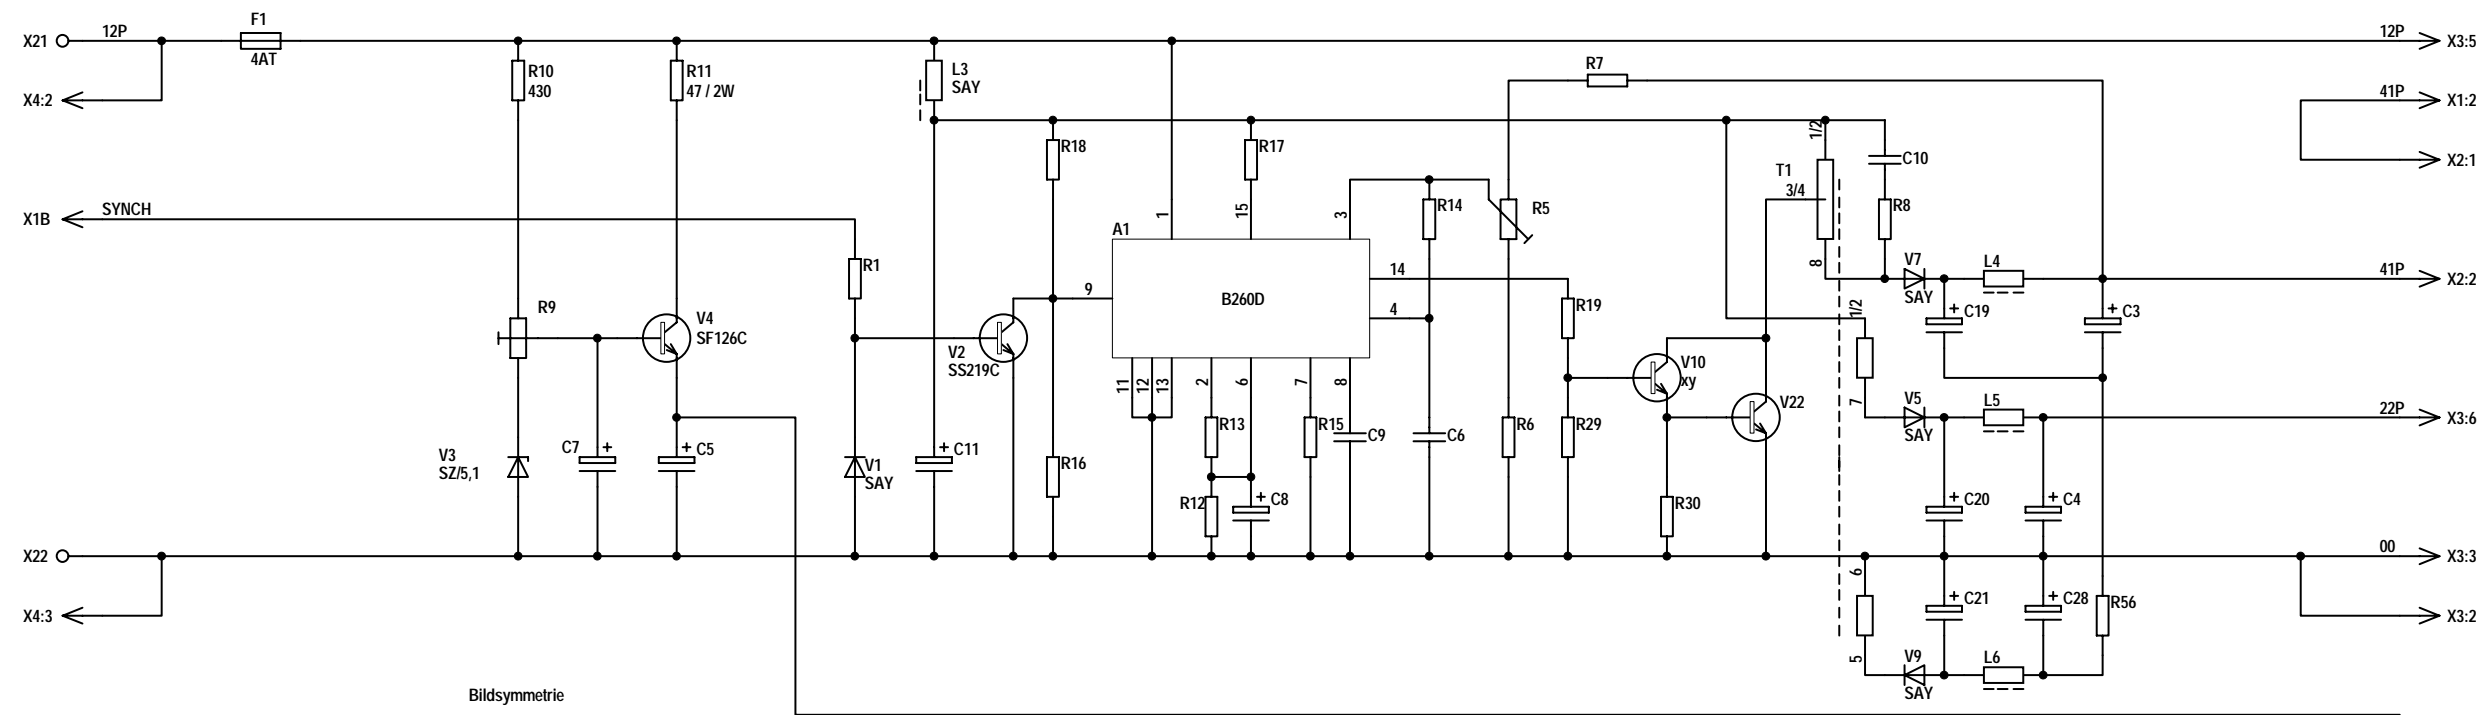 F1
X21
12P
4AT
12P
X3:5
R10
430
R11
47 / 2W
L3
SAY
R7
X4:2
41P
X1:2
R18
R17
1/2
C10
X2:1
T1
3/4
X1B
SYNCH
1
15
3
R14
R5
R8
A1
R1
14
8
V7
SAY
L4
41P
X2:2
9
B260D
R19
4
1/2
C19
+
C3
+
R9
V4
SF126C
V2
SS219C
V10
xy
11
12
13
2
6
7
8
V22
7
V5
SAY
L5
22P
X3:6
V3
SZ/5,1
C7
+
+
C5
V1
SAY
+
C11
R16
R13
R15
C9
C6
R6
R29
R12
+
C8
R30
+
C20
+
C4
X22
00
X3:3
6
X4:3
+
C21
+
C28
R56
X3:2
5
V9
SAY
L6
Bildsymmetrie